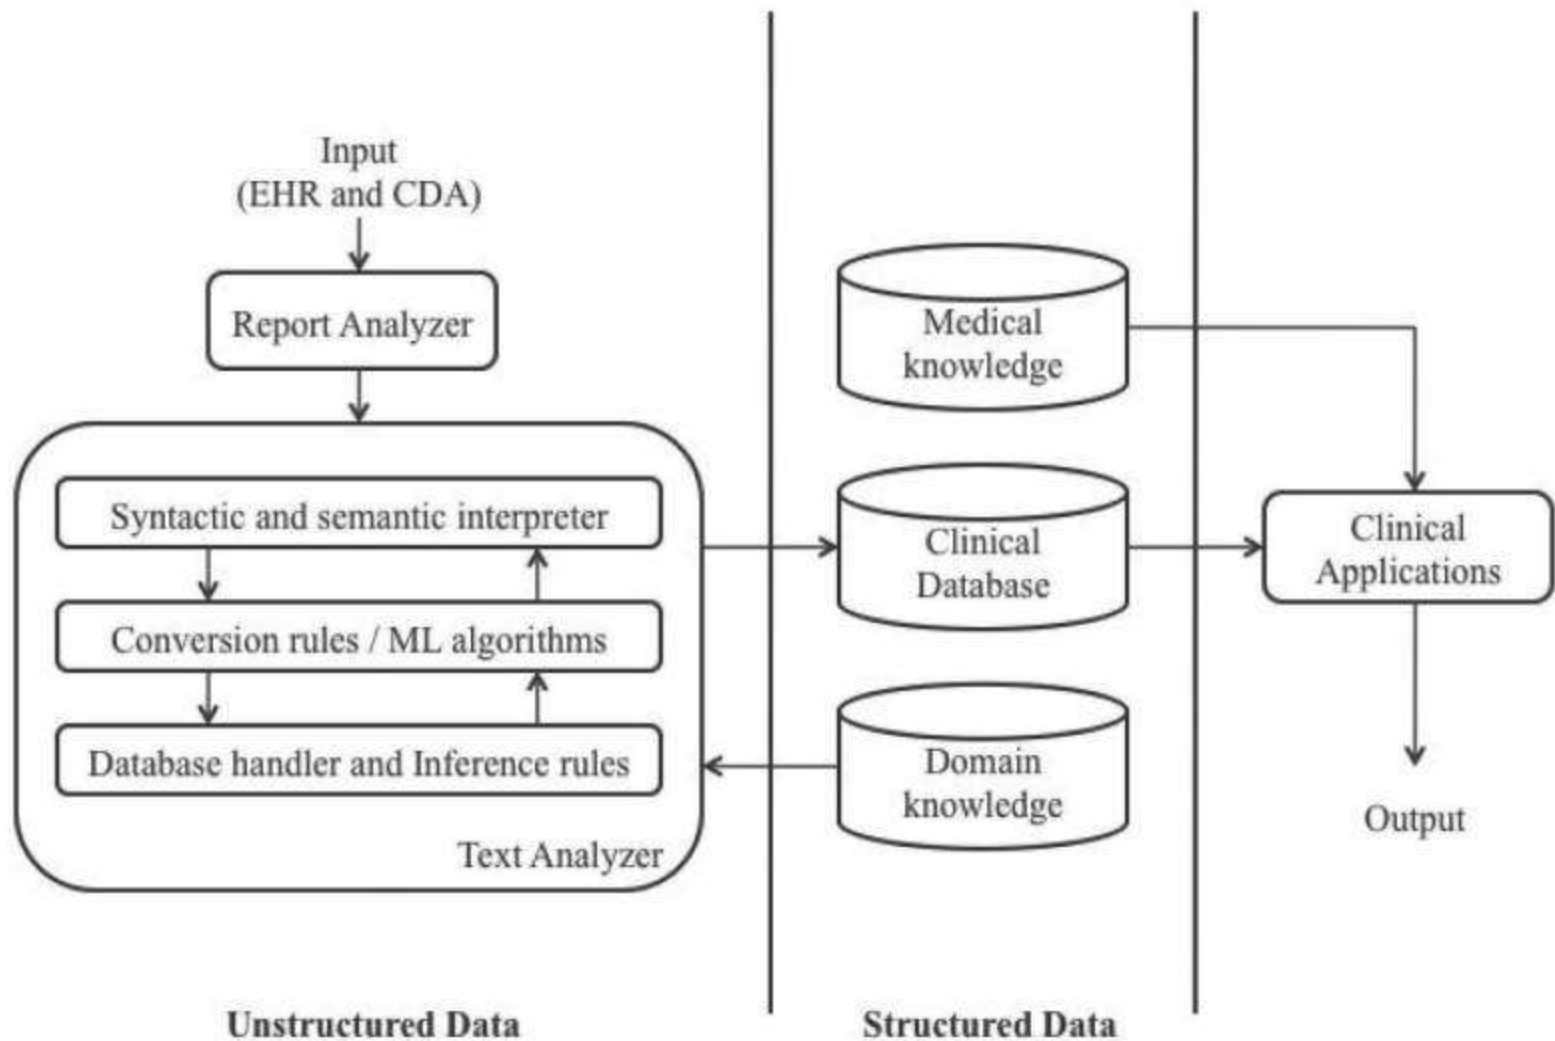 Input
(EHR and CDA)
Report Analyzer
Syntactic and semantic interpreter
Conversion rules / ML algorithms
Database handler and Inference rules
Text Analyzer
Unstructured Data
Medical
knowledge
Clinical
Database
Domain
knowledge
Structured Data
Clinical
Applications
Output